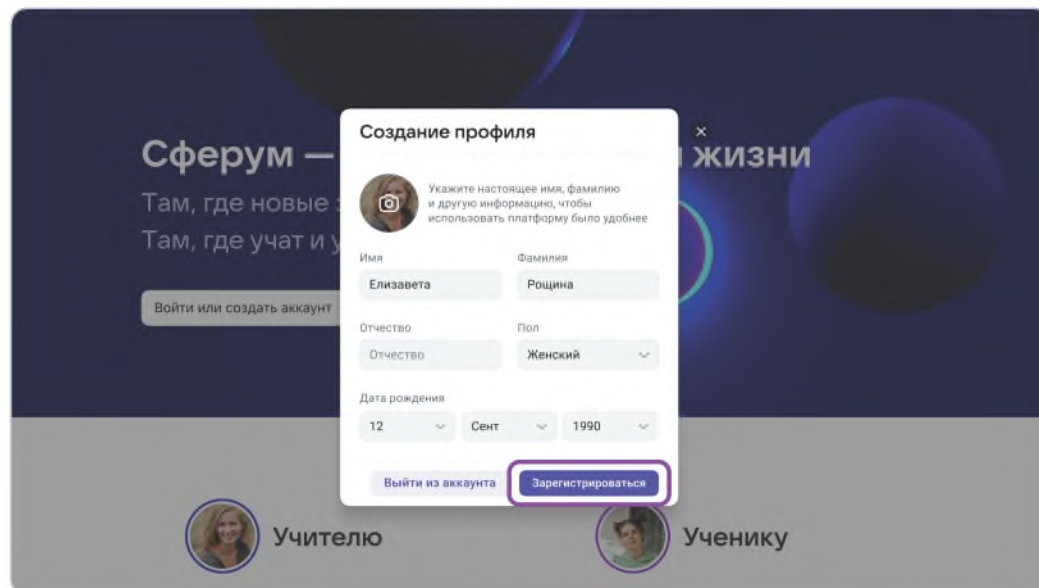 Сферум —
жизни
Там, где новые
Там, где учат и у
Войти или создать аккаунт
Создание профиля
Укажите настоящее имя, фамилию
и другую информацию, чтобы
использовать платформу было удобнее
Имя
Фамилия
Елизавета
Рощина
Отчество
Пол
Отчество
Женский
Дата рождения
12
Сент
1990
Выйти из аккаунта
Зарегистрироваться
Учителю
Ученику